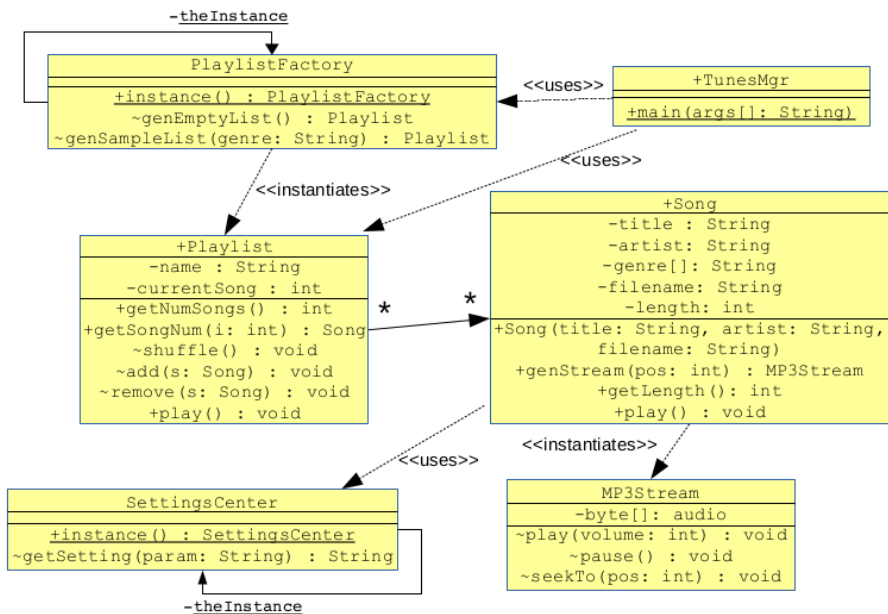 -theInstance
PlaylistFactory
+instance() : PlaylistFactory
~genEmptyList() : Playlist
~genSampleList(genre: String) : Playlist
<<uses>>
+TunesMgr
+main(args[]: String)
<<uses>>
<<instantiates>>
+Playlist
-name : String
-currentSong : int
+getNumSongs() : int
+getSongNum(i: int) : Song
~shuffle() : void
~add(s: Song) : void
~remove(s: Song) : void
+play() : void
*
*
+Song
-title : String
-artist: String
-genre[]: String
-filename: String
-length: int
+Song(title: String, artist: String,
filename: String)
+genStream(pos: int) : MP3Stream
+getLength(): int
+play() : void
<<uses>>
<<instantiates>>
SettingsCenter
+instance() : SettingsCenter
~getSetting(param: String) : String
-theInstance
MP3Stream
-byte[]: audio
~play(volume: int) : void
~pause() : void
~seekTo(pos: int) : void